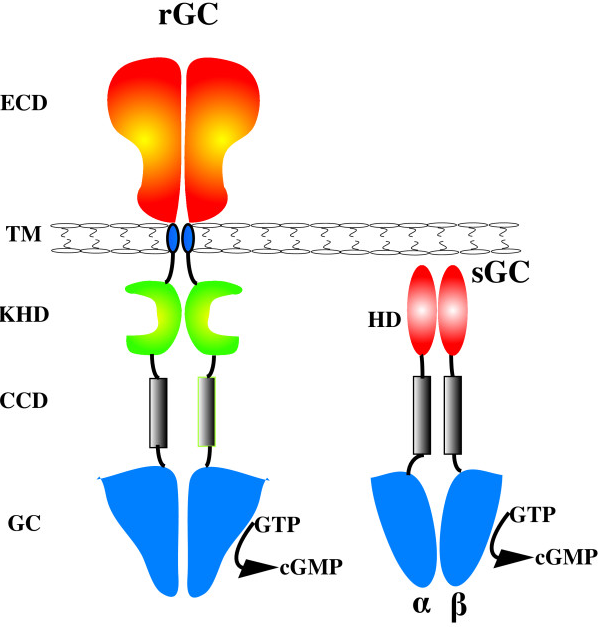 rGC
ECD
TM
sGC
KHD
HD
CCD
GC
GTP
cGMP
GTP
cGMP
α β